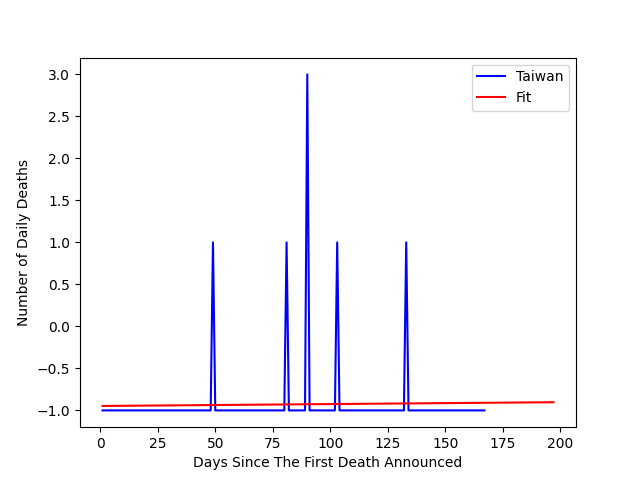 Taiwan
Fit
Number of Daily Deaths
3.0
2.5
2.0
1.5
1.0
0.5
0.0
−0.5
−1.0
0 25 50 75 100 125 150 175 200
Days Since The First Death Announced